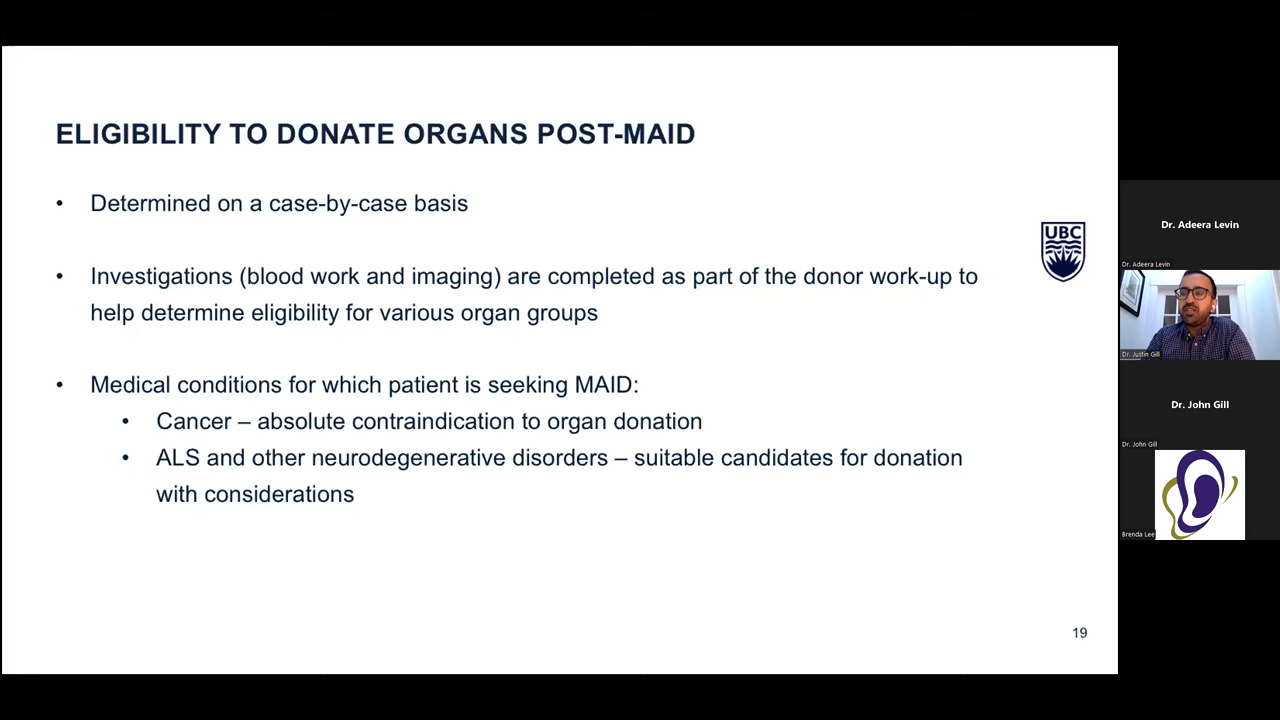 ELIGIBILITY TO DONATE ORGANS POST-MAID
• Determined on a case-by-case basis
• Investigations (blood work and imaging) are completed as part of the donor work-up to
help determine eligibility for various organ groups
• Medical conditions for which patient is seeking MAID:
• Cancer – absolute contraindication to organ donation
• ALS and other neurodegenerative disorders – suitable candidates for donation
with considerations
19
UBC
Dr. Adeera Levin
Dr. Adeera Levin
Dr. Justin Gill
Dr. John Gill
Dr. John Gill
Brenda Lee